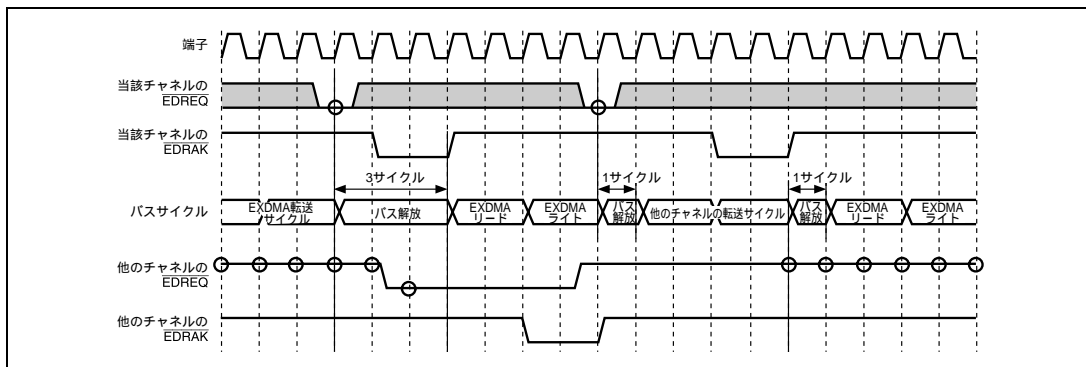 端子
当該チャネルの
EDREQ
当該チャネルの
EDRAK
3サイクル
1サイクル
1サイクル
バスサイクル
EXDMA転送
サイクル
バス解放
EXDMA
リード
EXDMA
ライト
バス
解放
他のチャネルの転送サイクル
バス
解放
EXDMA
リード
EXDMA
ライト
他のチャネルの
EDREQ
他のチャネルの
EDRAK